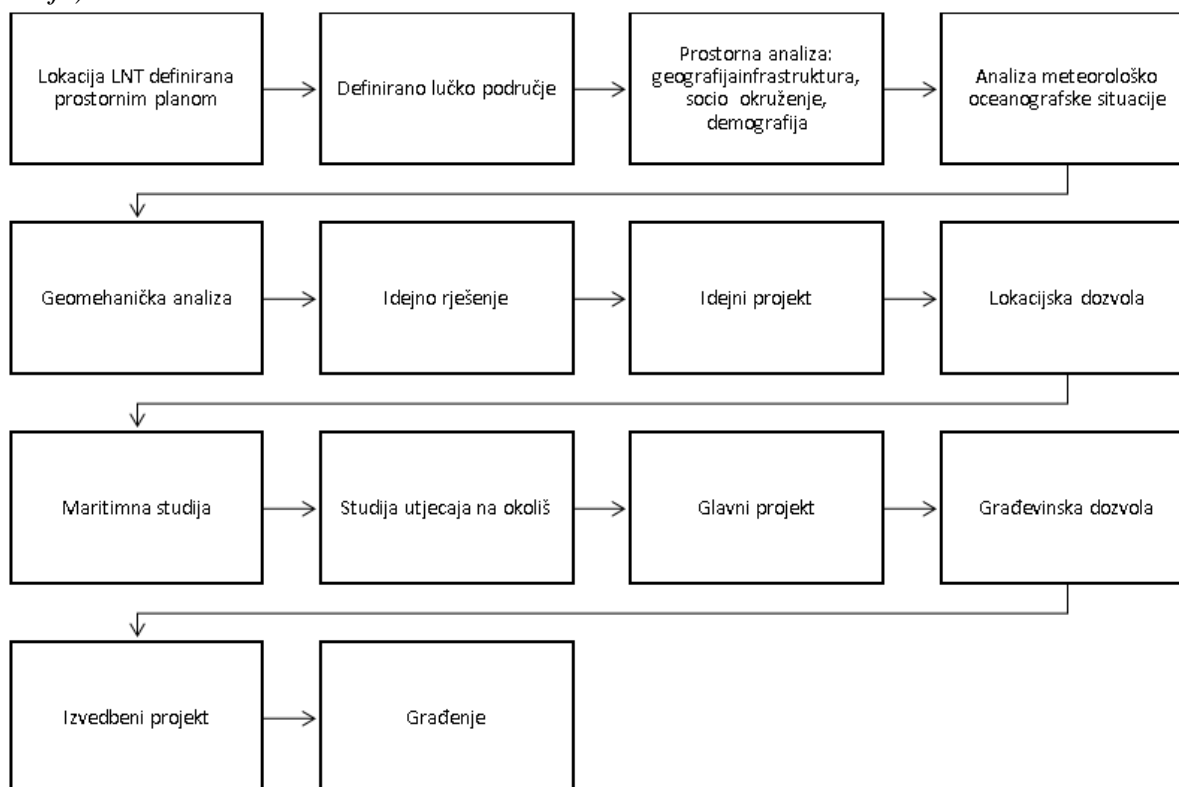 Lokacija LNT definirana
prostornim planom
Definirano lučko područje
Prostorna analiza:
geografijainfrastruktura,
socio okruženje,
demografija
Analiza meteorološko
oceanografske situacije
Geomehanička analiza
Idejno rješenje
Idejni projekt
Lokacijska dozvola
Maritimna studija
Studija utjecaja na okoliš
Glavni projekt
Građevinska dozvola
Izvedbeni projekt
Građenje